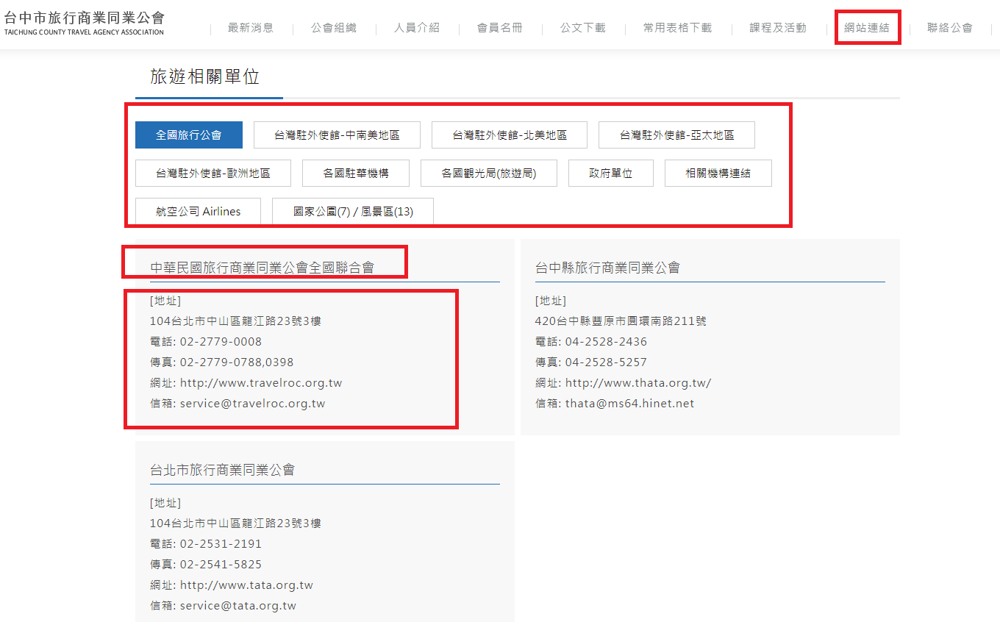 台中市旅行商業同業公會
TAICHUNG COUNTY TRAVEL AGENCY ASSOCIATION
最新消息
公會組織
人員介紹
會員名冊
公文下載
常用表格下載
課程及活動
網站連結
聯絡公會
旅遊相關單位
全國旅行公會
台灣駐外使館-中南美地區
台灣駐外使館-北美地區
台灣駐外使館-亞太地區
台灣駐外使館-歐洲地區
各國駐華機構
各國觀光局(旅遊局)
政府單位
相關機構連結
航空公司 Airlines
國家公園(7) / 風景區(13)
中華民國旅行商業同業公會全國聯合會
[地址]
104台北市中山區龍江路23號3樓
電話: 02-2779-0008
傳真: 02-2779-0788,0398
網址: http://www.travelroc.org.tw
信箱: service@travelroc.org.tw
台中縣旅行商業同業公會
[地址]
420台中縣豐原市圓環南路211號
電話: 04-2528-2436
傳真: 04-2528-5257
網址: http://www.thata.org.tw/
信箱: thata@ms64.hinet.net
台北市旅行商業同業公會
[地址]
104台北市中山區龍江路23號3樓
電話: 02-2531-2191
傳真: 02-2541-5825
網址: http://www.tata.org.tw
信箱: service@tata.org.tw